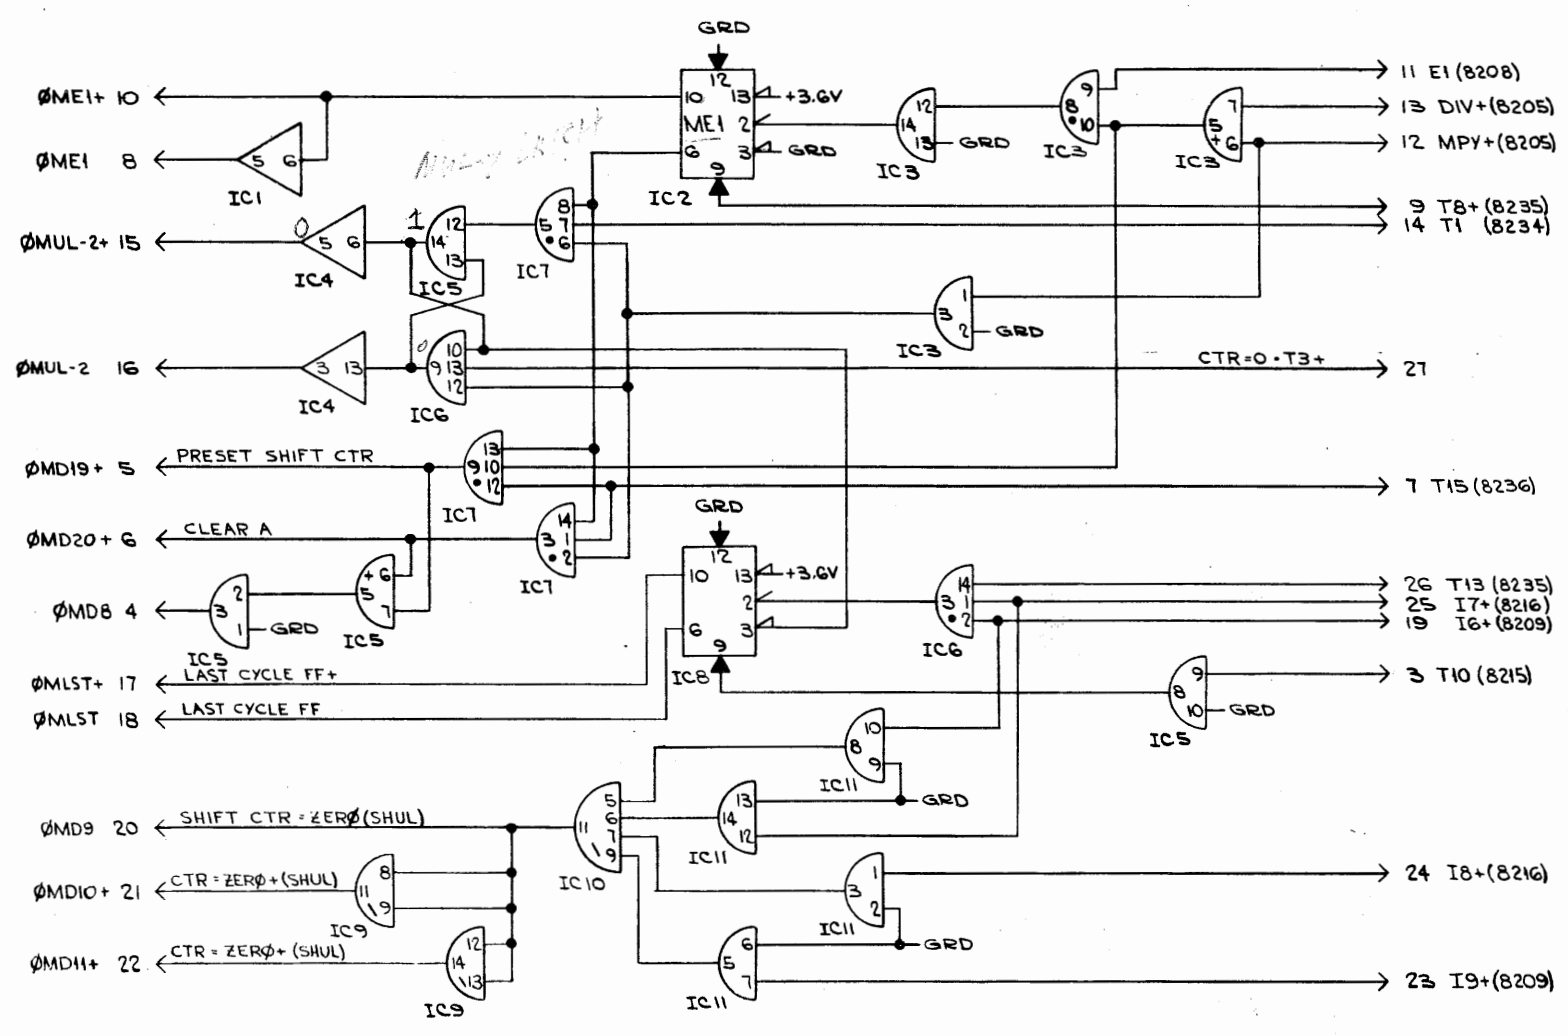 GRD
ØME1+ 10
12
10
13
+3.6V
ME1
2
6
3
GRD
9
IC2
12
14
13
GRD
IC3
9
8
10
IC3
7
5
+6
IC3
11 E1 (8208)
13 DIV+(8205)
12 MPY+(8205)
ØME1 8
5 6
IC1
9 T8+(8235)
14 T1 (8234)
ØMUL-2+ 15
0
5 6
IC4
1
12
14
13
IC5
8
5 7
6
IC7
1
3
2
GRD
IC3
ØMUL-2 16
3 13
IC4
0
10
9 13
12
IC6
CTR=0·T3+
27
ØMD19+ 5
PRESET SHIFT CTR
13
9 10
12
IC7
7 T15(8236)
ØMD20+ 6
CLEAR A
14
3 1
2
IC7
GRD
12
10
13
+3.6V
2
6
3
9
IC8
14
3 1
2
IC6
26 T13 (8235)
25 I7+(8216)
19 I6+(8209)
ØMD8 4
2
3
1
GRD
IC5
+6
5
7
IC5
ØMLST+ 17
LAST CYCLE FF+
9
8
10
GRD
IC5
3 T10 (8215)
ØMLST 18
LAST CYCLE FF
10
8
9
IC11
GRD
ØMD9 20
SHIFT CTR=ZERØ(SHUL)
5
6
11
7
9
IC10
13
14
12
IC11
ØMD10+ 21
CTR=ZERØ+(SHUL)
8
11
9
IC9
1
3
2
IC11
GRD
24 I8+(8216)
ØMD11+ 22
CTR=ZERØ+(SHUL)
12
14
13
IC9
6
5
7
IC11
23 I9+(8209)